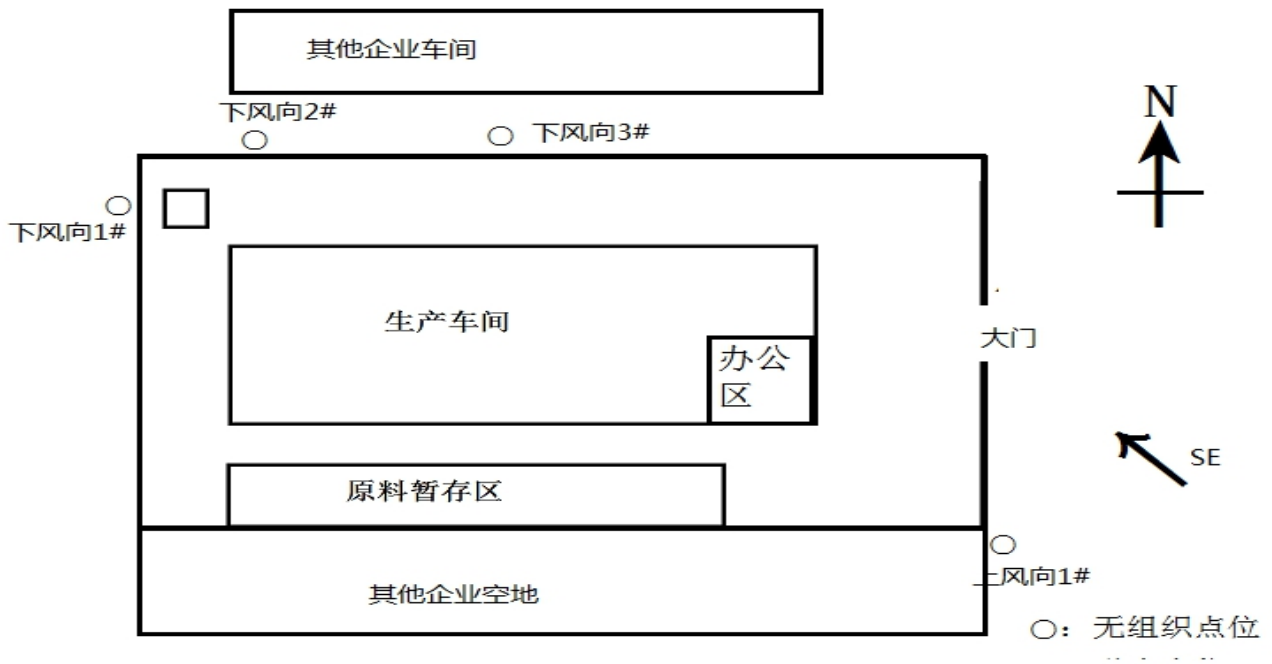 其他企业车间
下风向2#
下风向3#
N
下风向1#
生产车间
大门
办公
区
SE
原料暂存区
上风向1#
其他企业空地
○：无组织点位